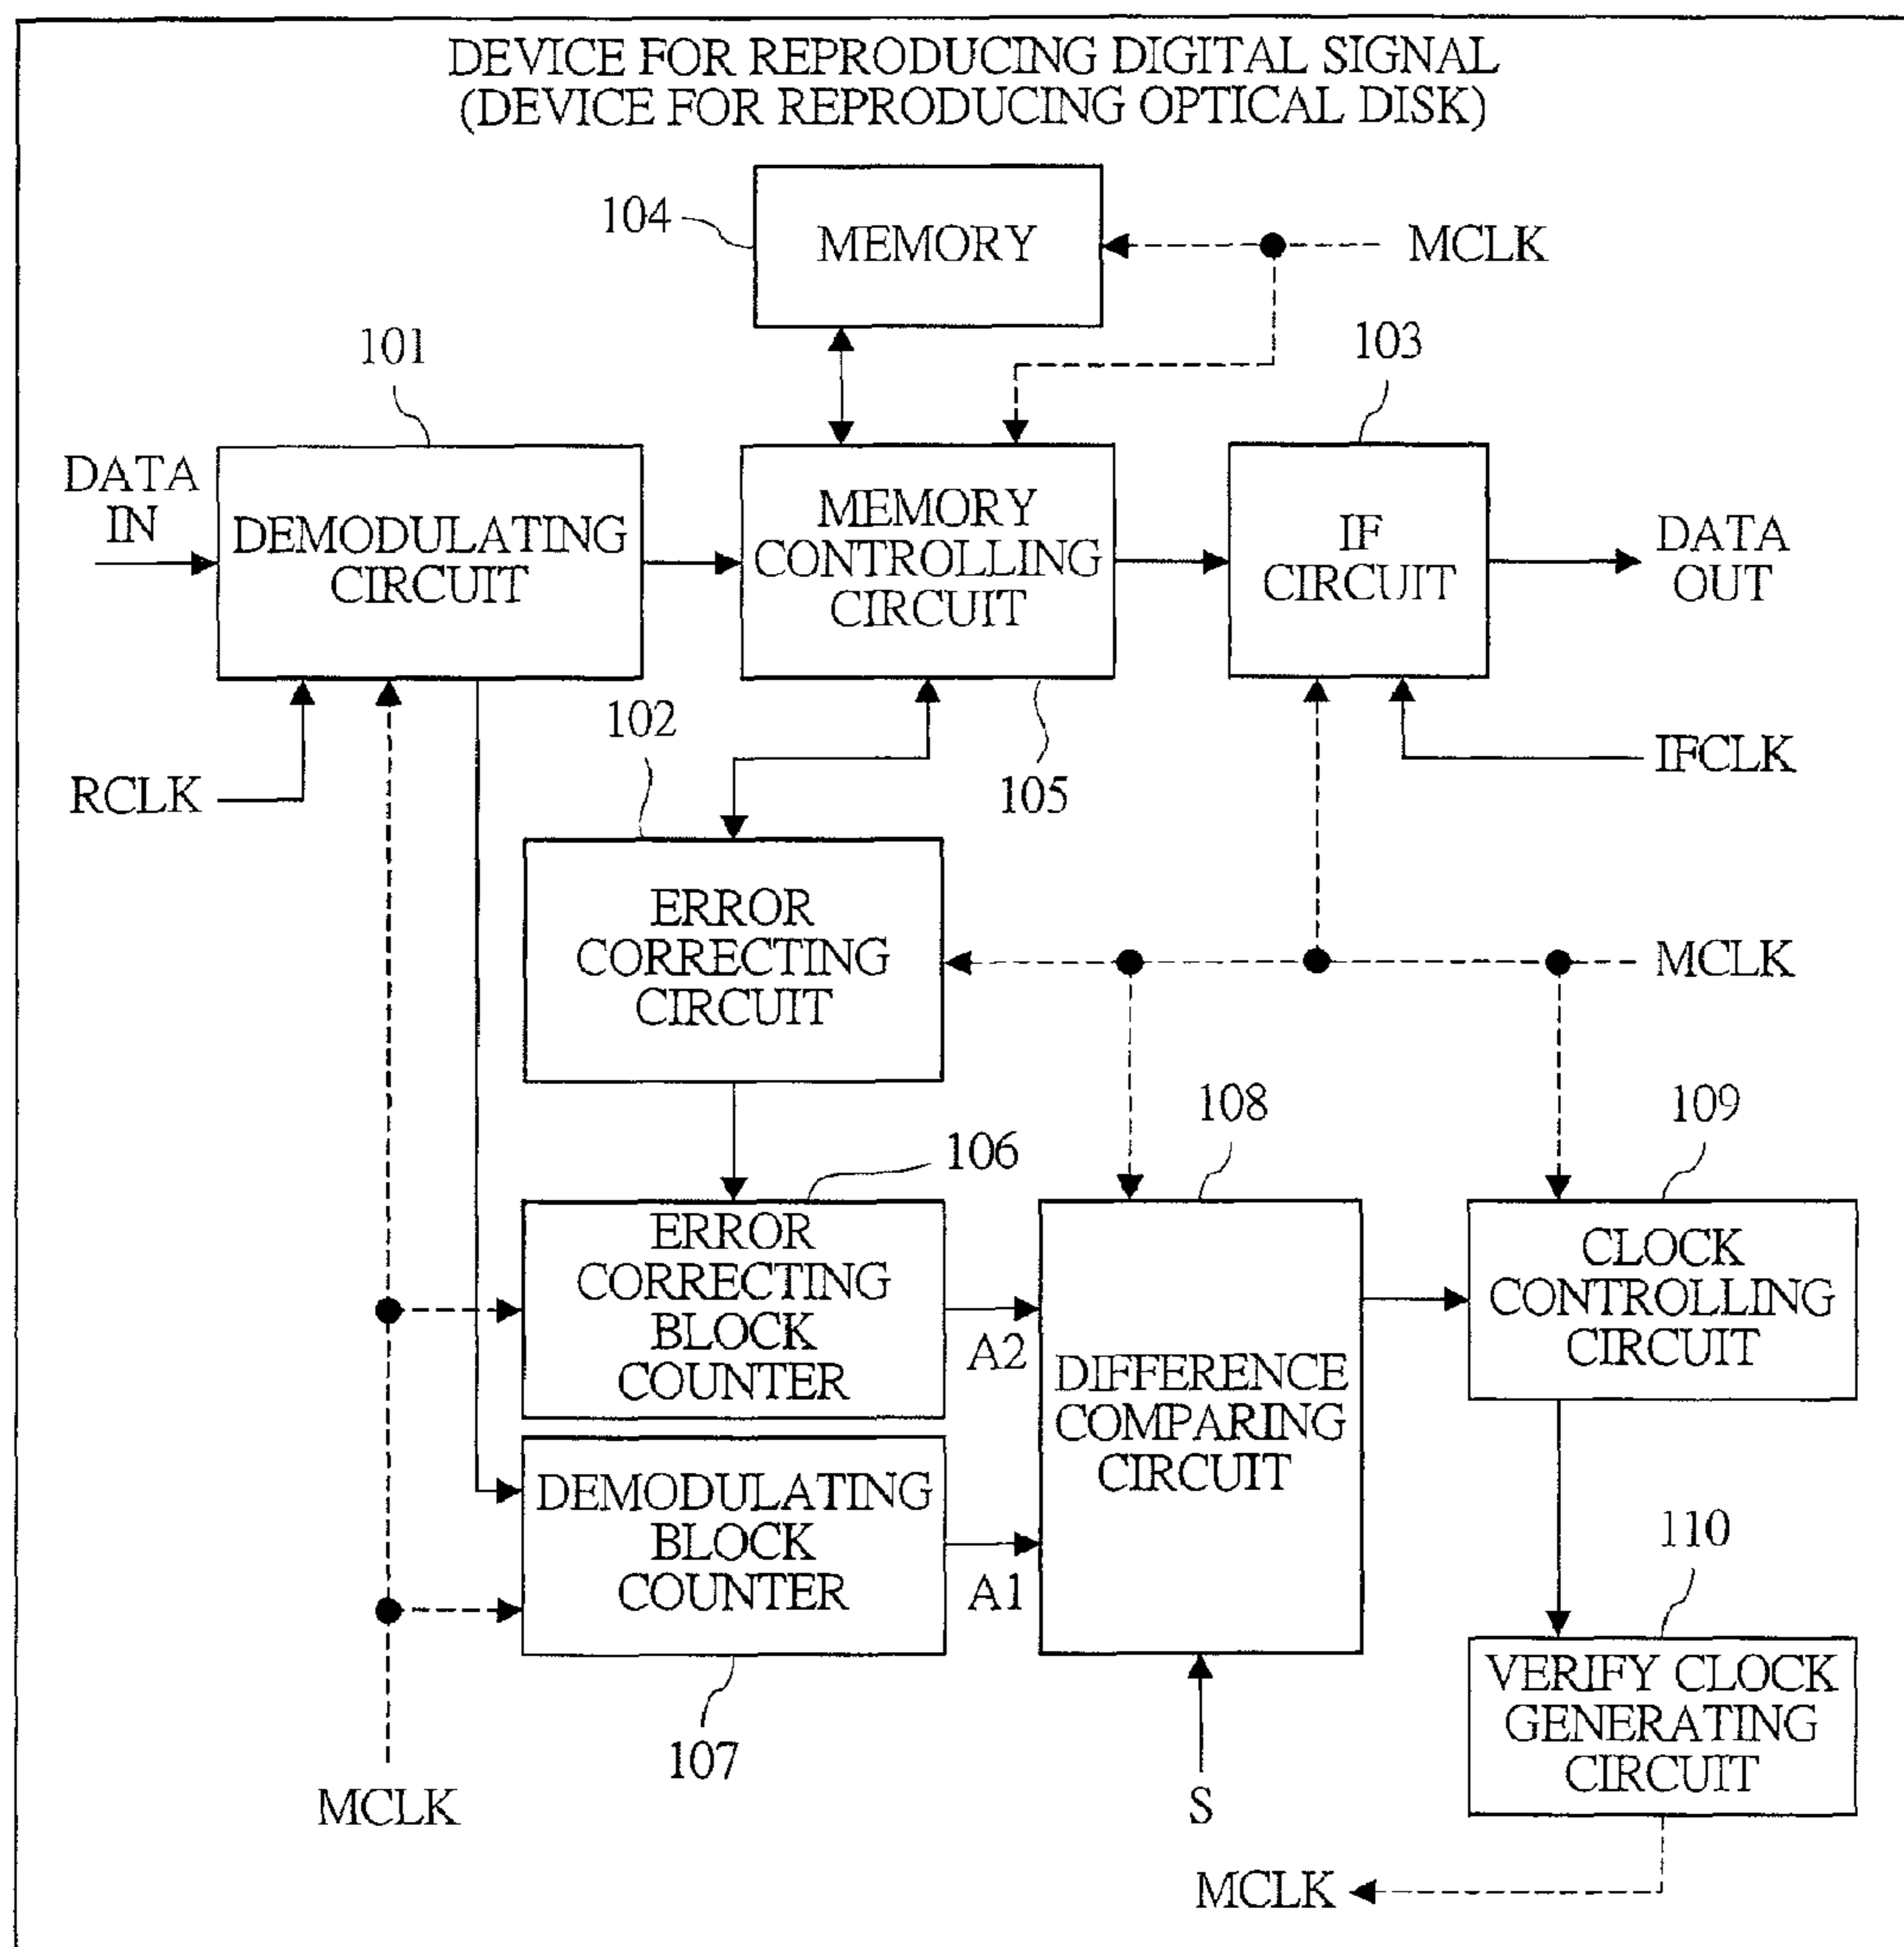 DEVICE FOR REPRODUCING DIGITAL SIGNAL
(DEVICE FOR REPRODUCING OPTICAL DISK)
104
MEMORY
MCLK
101
103
DATA
IN
DEMODULATING
CIRCUIT
MEMORY
CONTROLLING
CIRCUIT
IF
CIRCUIT
DATA
OUT
RCLK
102
105
IFCLK
ERROR
CORRECTING
CIRCUIT
MCLK
106
108
109
ERROR
CORRECTING
BLOCK
COUNTER
A2
DIFFERENCE
COMPARING
CIRCUIT
CLOCK
CONTROLLING
CIRCUIT
DEMODULATING
BLOCK
COUNTER
A1
110
107
VERIFY CLOCK
GENERATING
CIRCUIT
MCLK
S
MCLK